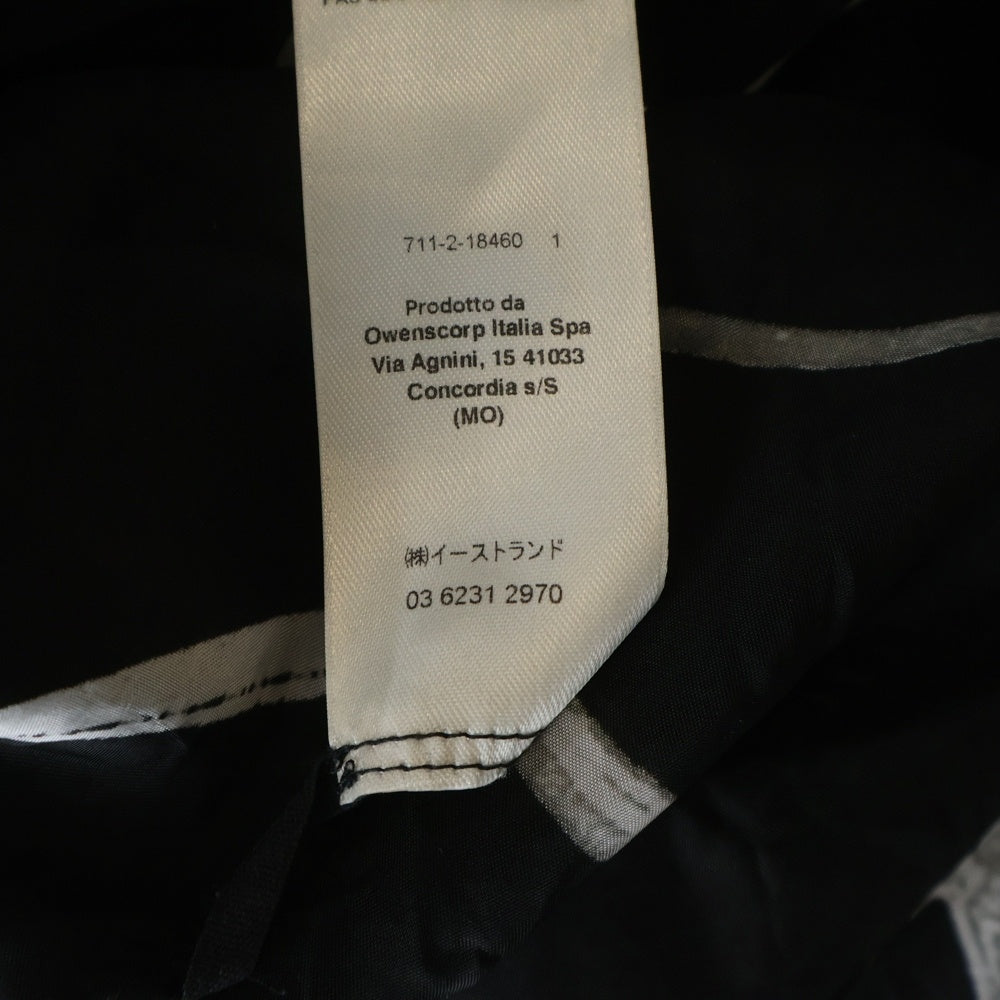 711-2-18460 1
Prodotto da
Owenscorp Italia Spa
Via Agnini, 15 41033
Concordia s/S
(MO)
㈱イーストランド
03 6231 2970